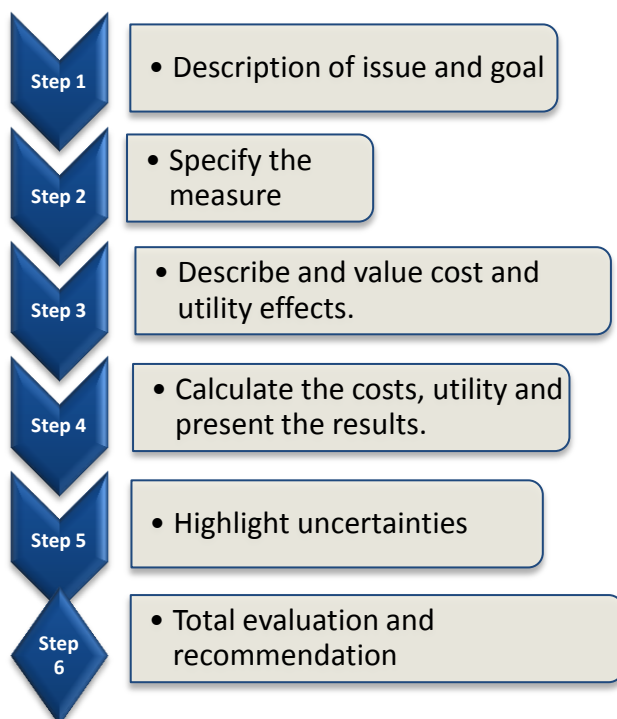 Step 1
• Description of issue and goal
Step 2
• Specify the
measure
Step 3
• Describe and value cost and
utility effects.
Step 4
• Calculate the costs, utility and
present the results.
Step 5
• Highlight uncertainties
Step
6
• Total evaluation and
recommendation